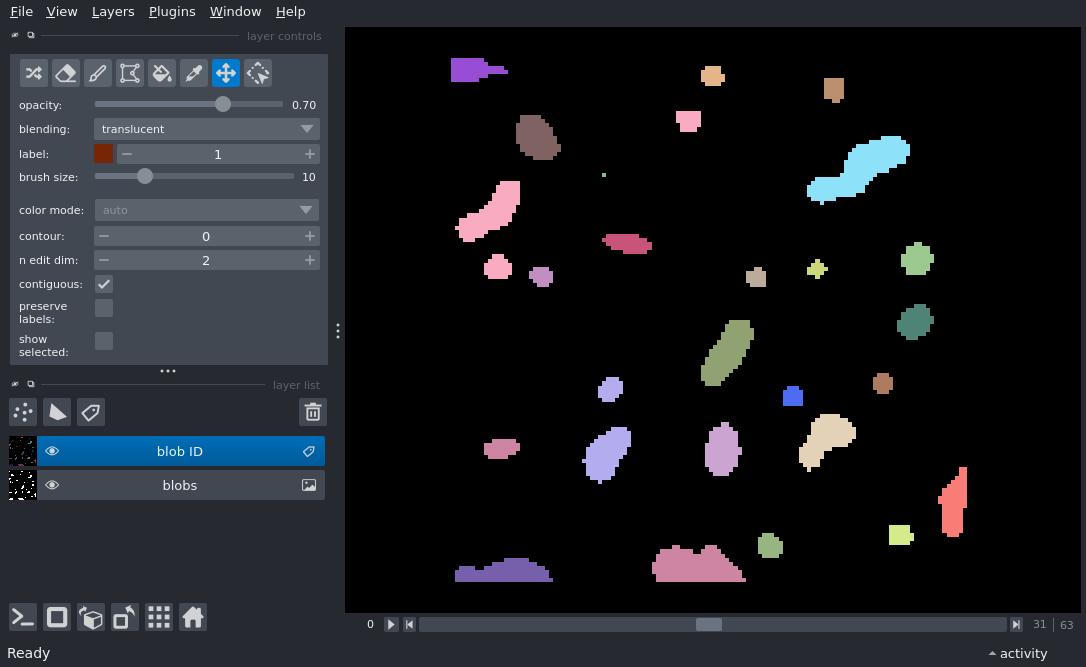 File View Layers Plugins Window Help
layer controls
opacity: 0.70
blending: translucent
label: 1
brush size: 10
color mode: auto
contour: 0
n edit dim: 2
contiguous:
preserve
labels:
show
selected:
layer list
blob ID
blobs
0 31 | 63
Ready activity